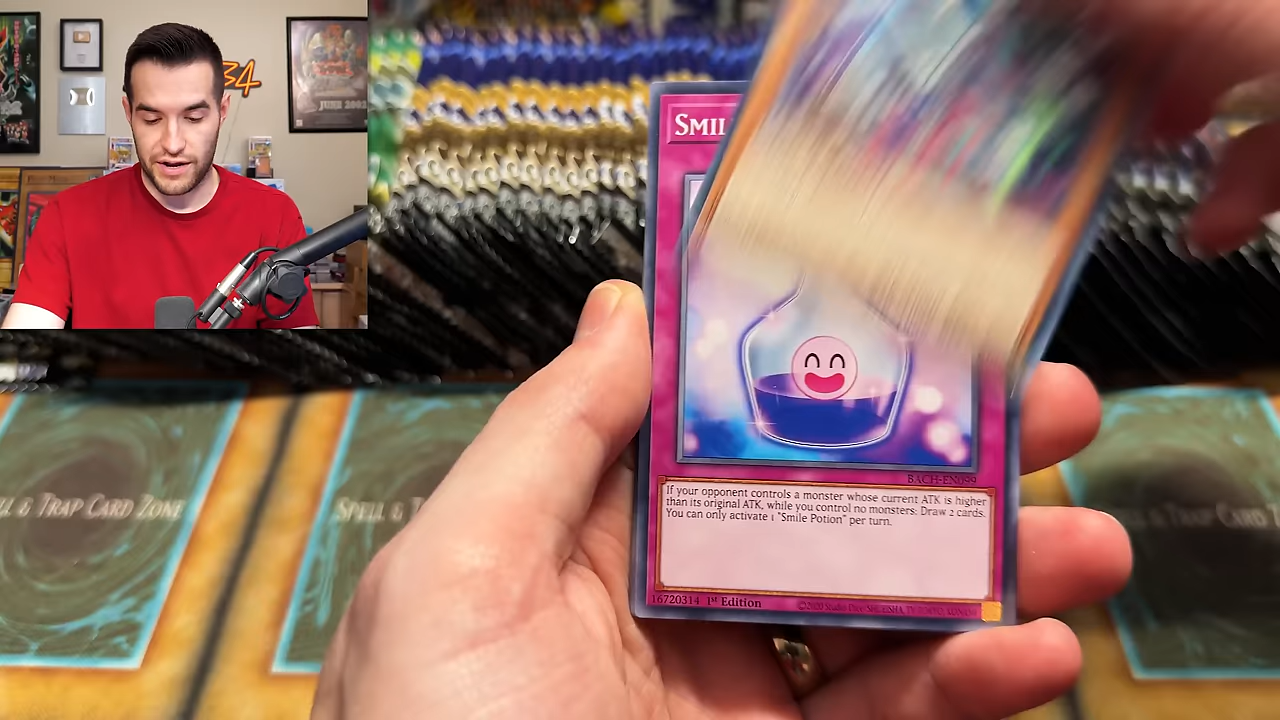 34
JUNE 2002
SMIL
BACH-EN099
If your opponent controls a monster whose current ATK is higher
than its original ATK, while you control no monsters: Draw 2 cards.
You can only activate 1 "Smile Potion" per turn.
16720314 1st Edition
LL & TRAP CARD ZONE
SPELL & T